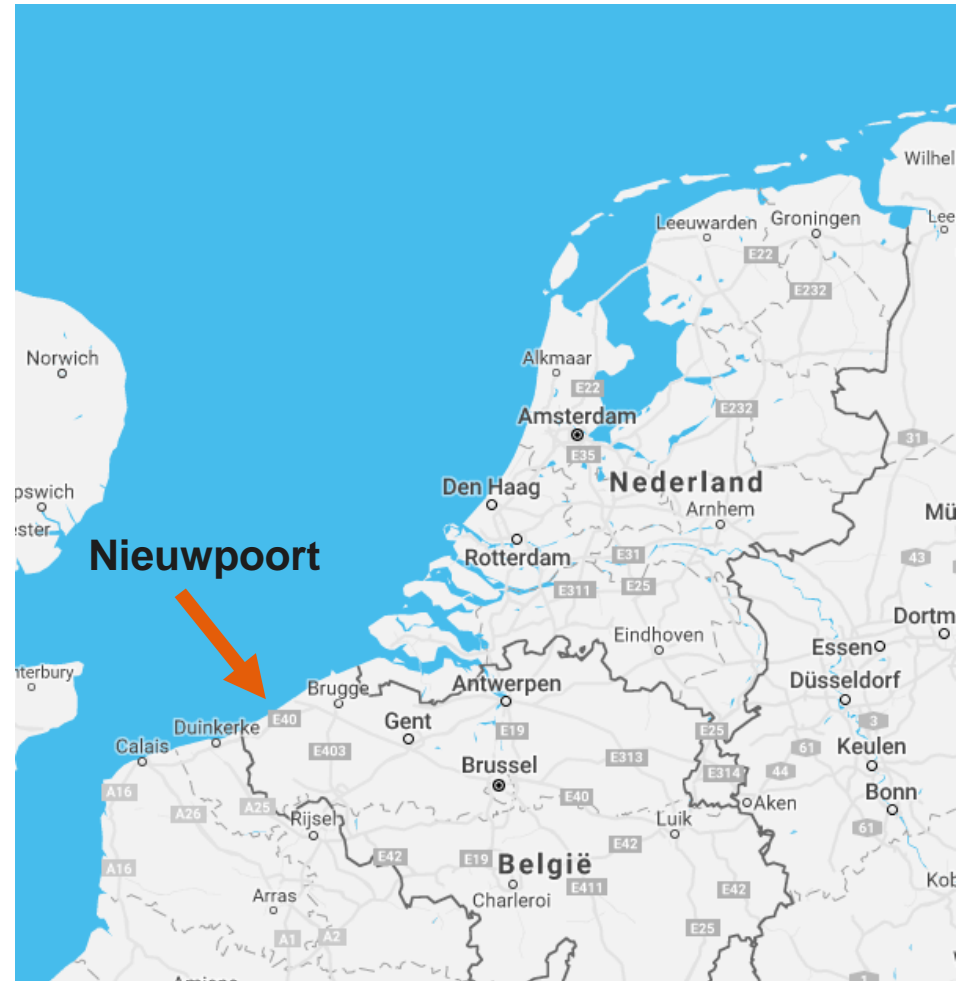 Wilhel
Leeuwarden
Groningen
Lee
E22
E232
Norwich
Alkmaar
E22
E232
Amsterdam
31
E35
Nederland
Den Haag
pswich
Arnhem
Mü
ster
Rotterdam
E31
43
Nieuwpoort
E311
E25
Dortm
Eindhoven
Essen
nterbury
Brugge
Antwerpen
Düsseldorf
E40
Gent
3
Duinkerke
E19
E25
Calais
E403
E313
61
Keulen
Brussel
E314
44
A16
E40
Aken
Bonn
A26
A25
Rijsel
Luik
61
E42
E19
België
E42
A16
E411
E42
Kob
Arras
Charleroi
E25
A1
A2
1